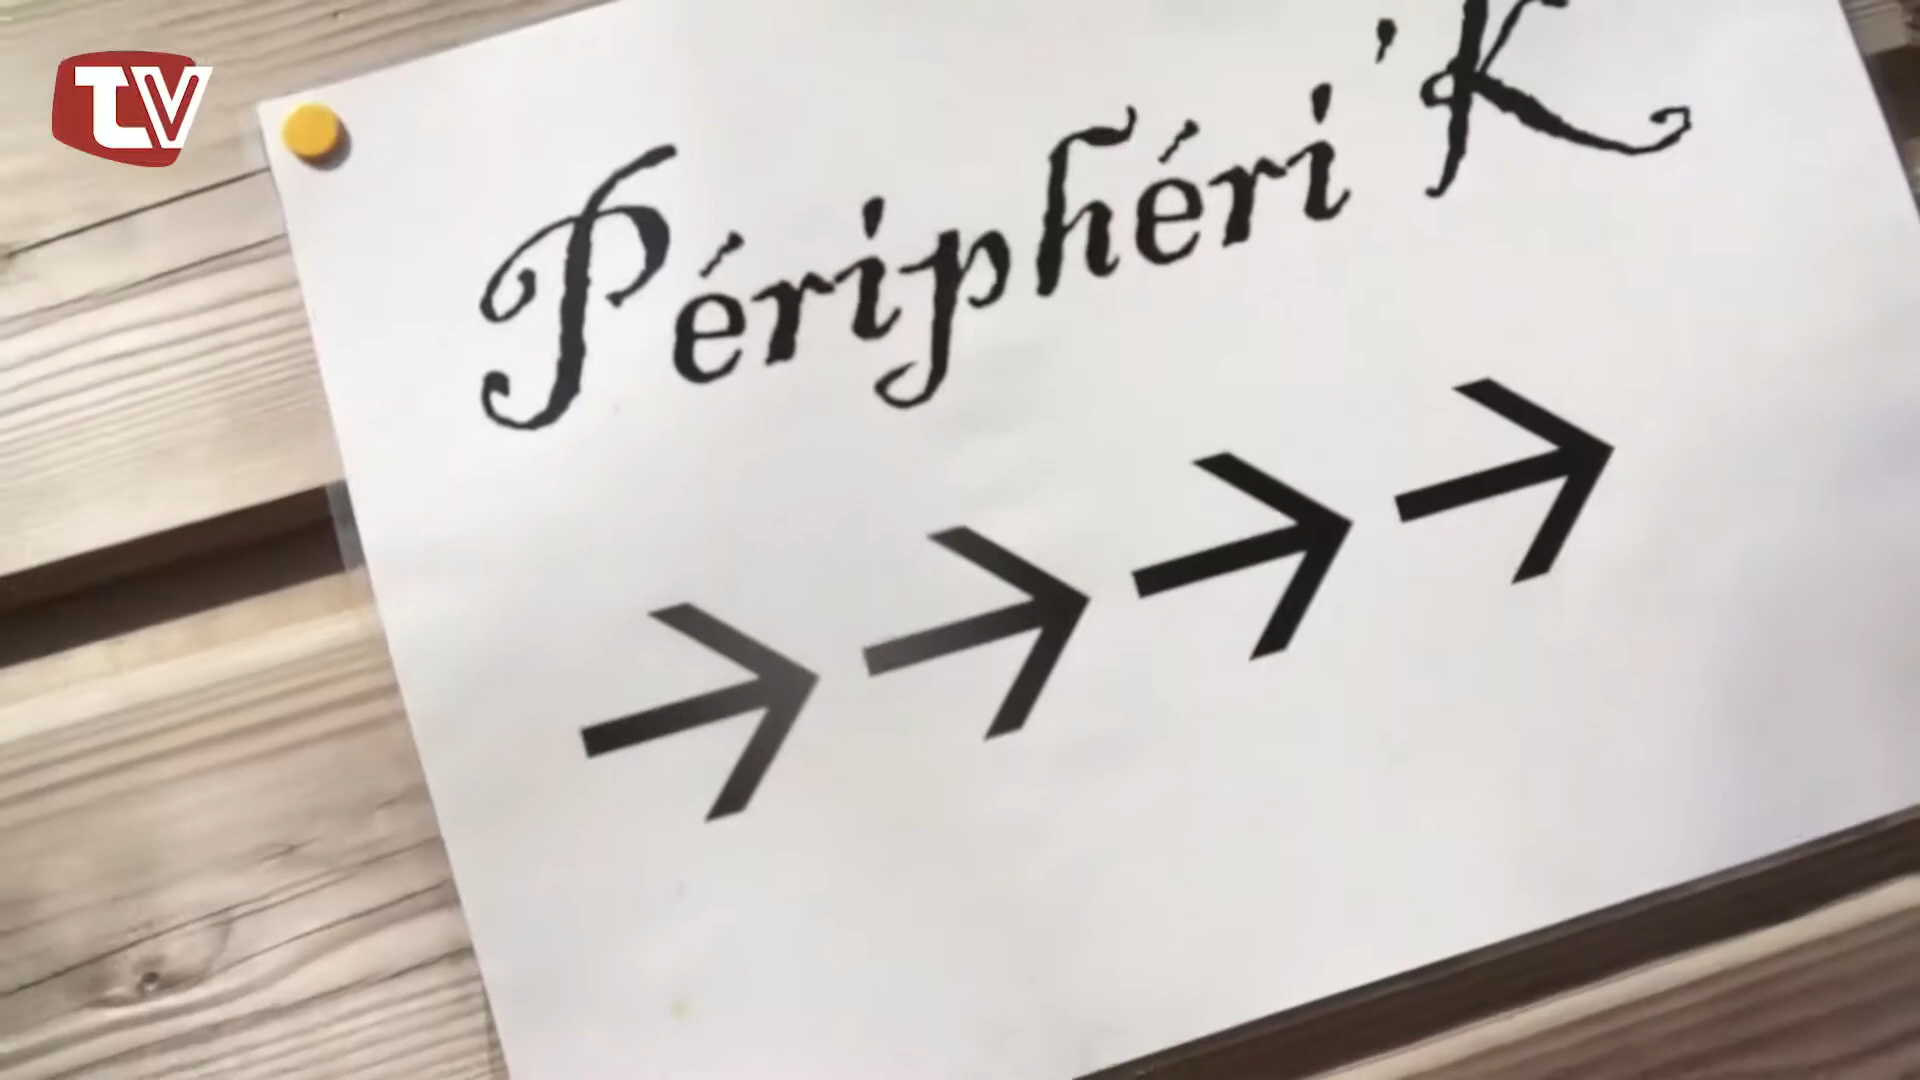 TV
Périphéri'K
→ → → →